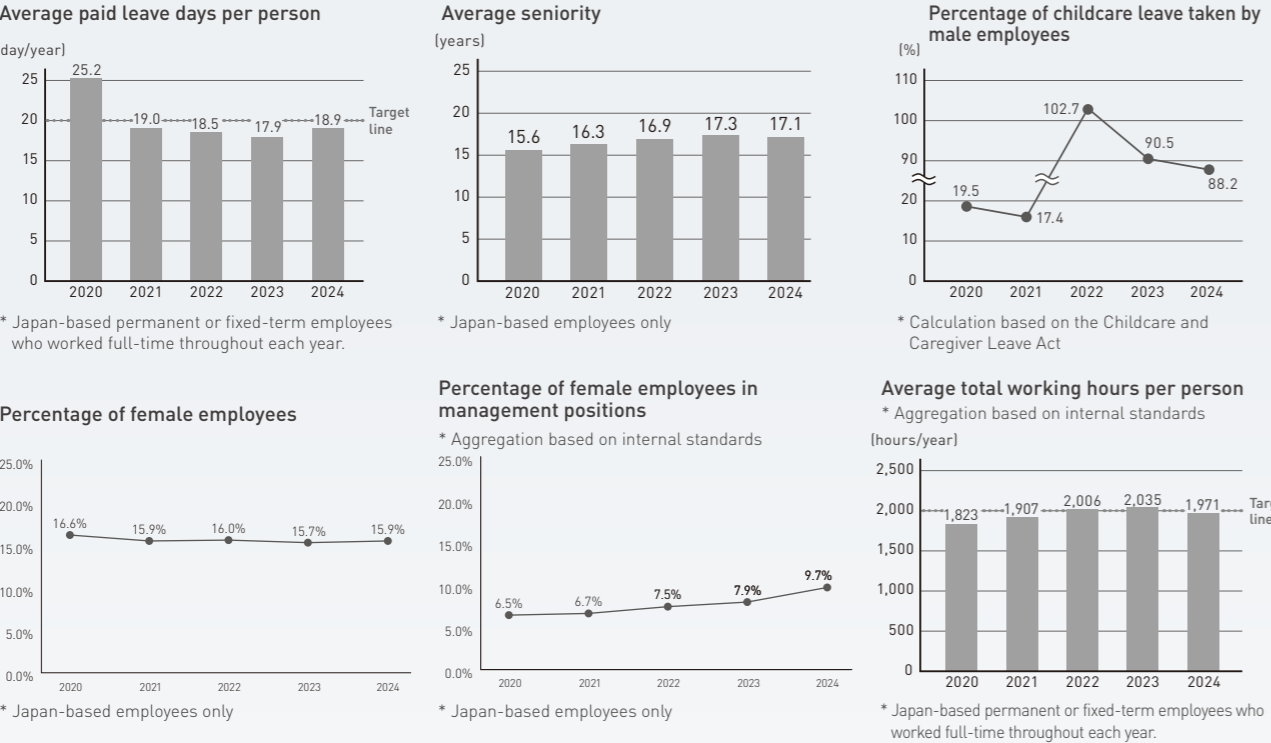 Average paid leave days per person
day/year)
25.2
25
20
19.0
18.5
17.9
18.9
Target
line
15
10
5
0
2020 2021 2022 2023 2024
* Japan-based permanent or fixed-term employees
who worked full-time throughout each year.
Average seniority
(years)
25
20
15.6 16.3 16.9 17.3 17.1
15
10
5
0
2020 2021 2022 2023 2024
* Japan-based employees only
Percentage of childcare leave taken by
male employees
(%)
110
102.7
100
90.5
90
88.2
20
19.5
17.4
10
0
2020 2021 2022 2023 2024
* Calculation based on the Childcare and
Caregiver Leave Act
Percentage of female employees
25.0%
20.0%
16.6% 15.9% 16.0% 15.7% 15.9%
15.0%
10.0%
5.0%
0.0%
2020 2021 2022 2023 2024
* Japan-based employees only
Percentage of female employees in
management positions
* Aggregation based on internal standards
25.0%
20.0%
15.0%
10.0%
6.5% 6.7% 7.5% 7.9% 9.7%
5.0%
0.0%
2020 2021 2022 2023 2024
* Japan-based employees only
Average total working hours per person
* Aggregation based on internal standards
(hours/year)
2,500
2,000
1,823 1,907 2,006 2,035 1,971
Tar
line
1,500
1,000
500
0
2020 2021 2022 2023 2024
* Japan-based permanent or fixed-term employees who
worked full-time throughout each year.